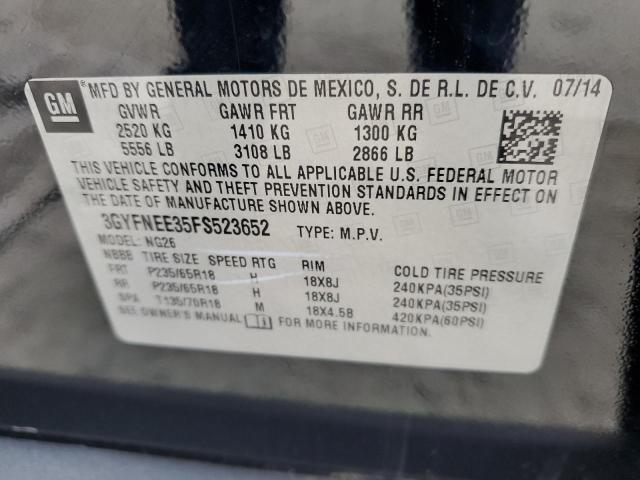 GM ® MFD BY GENERAL MOTORS DE MEXICO, S. DE R.L. DE C.V. 07/14
GVWR GAWR FRT GAWR RR
2520 KG 1410 KG 1300 KG
5556 LB 3108 LB 2866 LB
THIS VEHICLE CONFORMS TO ALL APPLICABLE U.S. FEDERAL MOTOR
VEHICLE SAFETY AND THEFT PREVENTION STANDARDS IN EFFECT ON
THE DATE OF MANUFACTURE SHOWN ABOVE.
3GYFNEE35FS523652 TYPE: M.P.V.
MODEL: NG26
NBBB TIRE SIZE SPEED RTG RIM COLD TIRE PRESSURE
FRT P235/65R18 H 18X8J 240KPA(35PSI)
RR P235/65R18 H 18X8J 240KPA(35PSI)
SPA T135/70R18 M 18X4.5B 420KPA(60PSI)
SEE OWNER'S MANUAL FOR MORE INFORMATION.